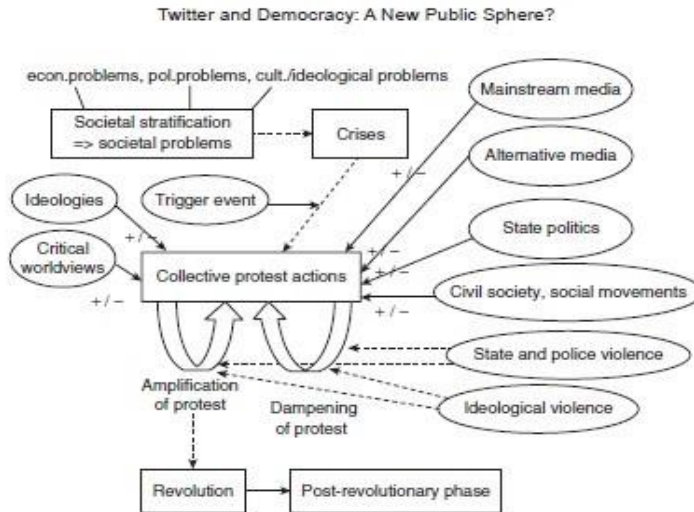 Twitter and Democracy: A New Public Sphere?
econ.problems, pol.problems, cult./ideological problems
Mainstream media
Societal stratification
=> societal problems
Crises
Alternative media
+ / −
Ideologies
Trigger event
State politics
+ / −
Critical
worldviews
+ / −
+ / −
Collective protest actions
Civil society, social movements
+ / −
+ / −
State and police violence
Amplification
of protest
Dampening
of protest
Ideological violence
Revolution
Post-revolutionary phase